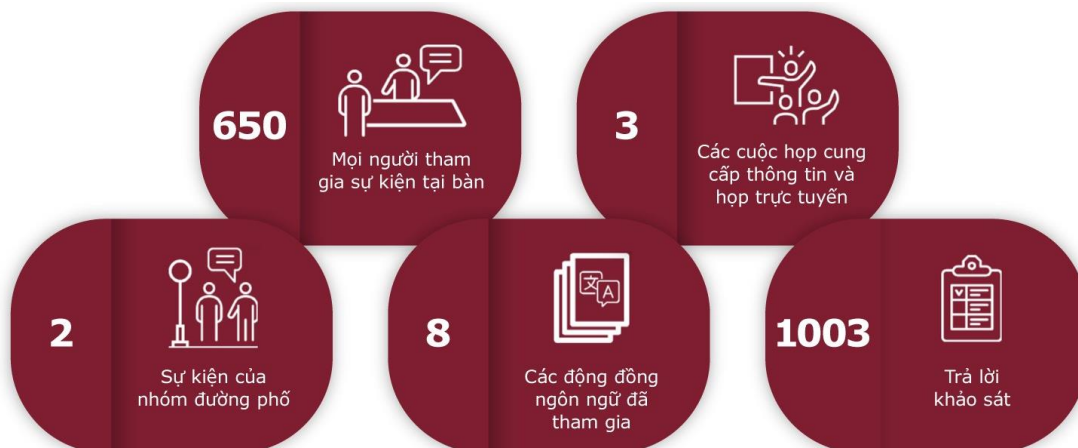 650
Mọi người tham
gia sự kiện tại bàn
3
Các cuộc họp cung
cấp thông tin và
họp trực tuyến
2
Sự kiện của
nhóm đường phố
8
文
A
Các động đồng
ngôn ngữ đã
tham gia
1003
Trả lời
khảo sát